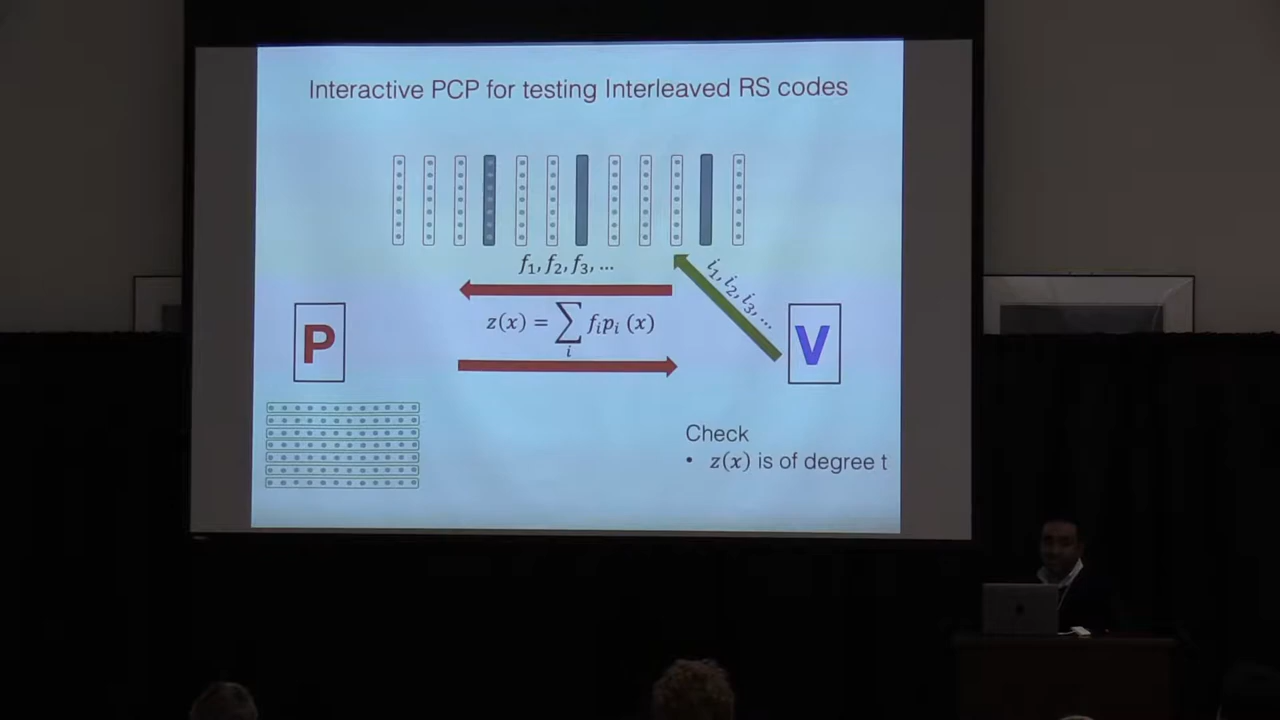 Interactive PCP for testing Interleaved RS codes
f₁, f₂, f₃, ...
i₁, i₂, i₃, ...
z(x) = ∑ᵢ fᵢpᵢ (x)
P
V
Check
• z(x) is of degree t